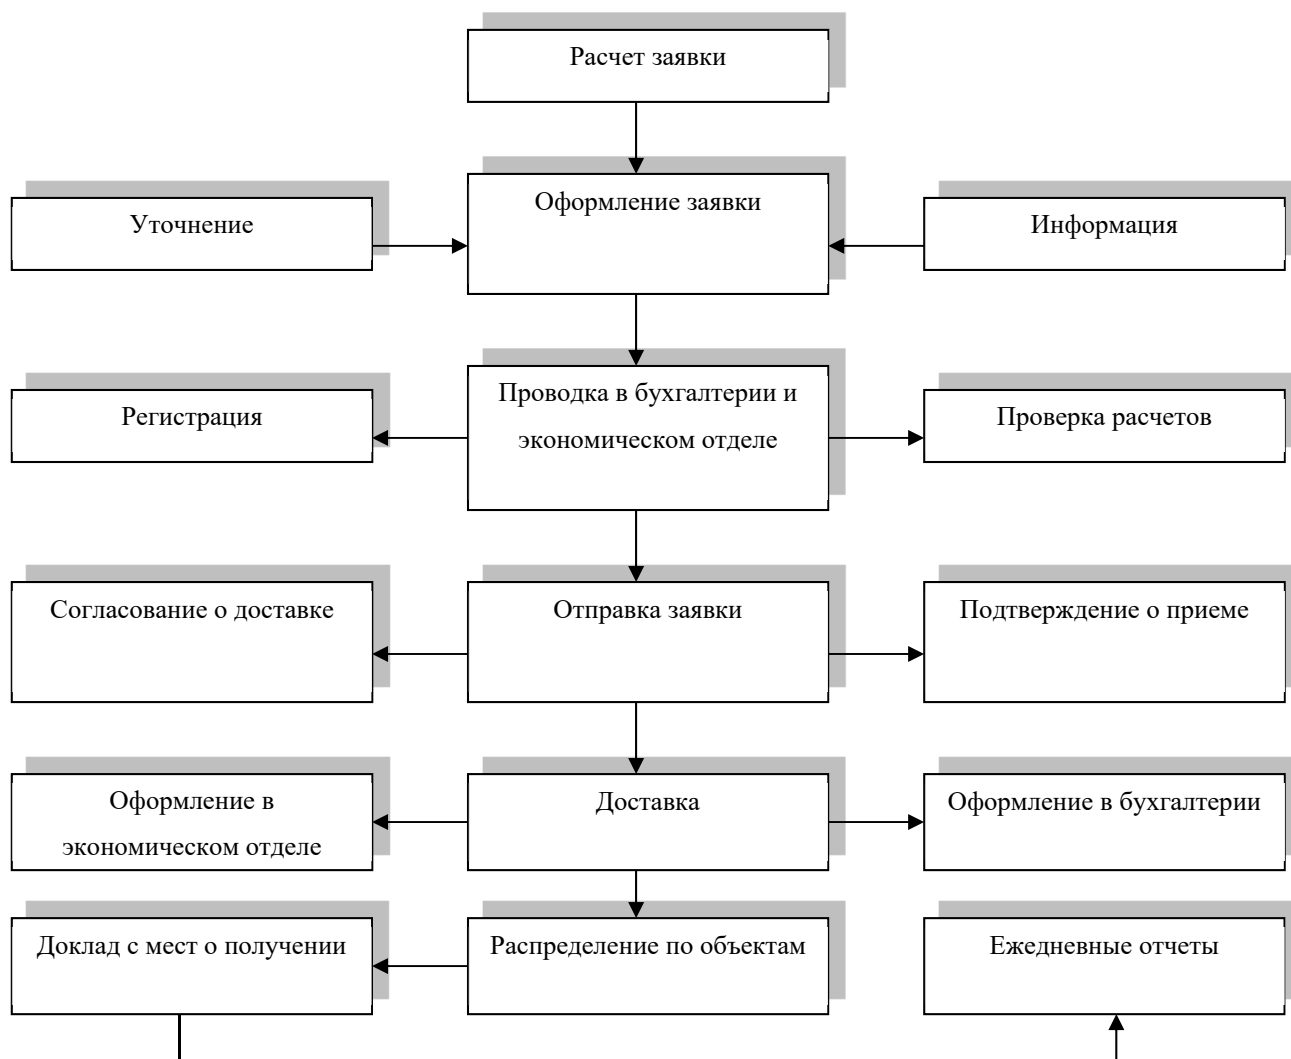 Расчет заявки
Оформление заявки
Уточнение
Информация
Проводка в бухгалтерии и
экономическом отделе
Регистрация
Проверка расчетов
Согласование о доставке
Отправка заявки
Подтверждение о приеме
Оформление в
экономическом отделе
Доставка
Оформление в бухгалтерии
Доклад с мест о получении
Распределение по объектам
Ежедневные отчеты